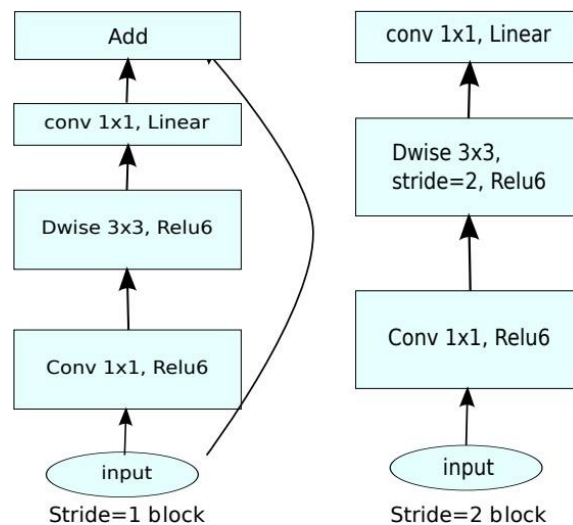 Add
conv 1x1, Linear
Dwise 3x3, Relu6
Conv 1x1, Relu6
input
Stride=1 block
conv 1x1, Linear
Dwise 3x3,
stride=2, Relu6
Conv 1x1, Relu6
input
Stride=2 block